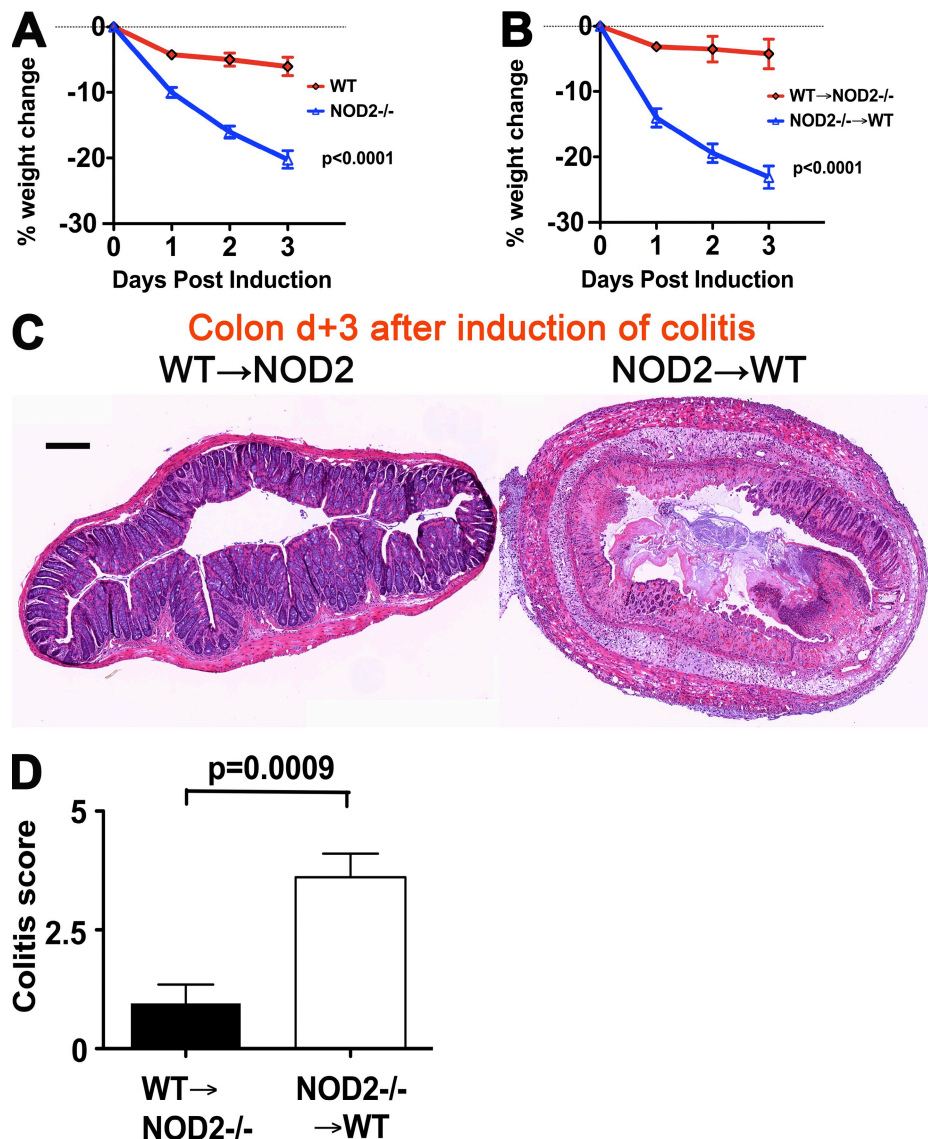 A
% weight change
0
-10
-20
-30
0 1 2 3
Days Post Induction
WT
NOD2-/-
p<0.0001
B
% weight change
0
-10
-20
-30
0 1 2 3
Days Post Induction
WT→NOD2-/-
NOD2-/-→WT
p<0.0001
C
Colon d+3 after induction of colitis
WT→NOD2
NOD2→WT
D
p=0.0009
Colitis score
5
2.5
0
WT→
NOD2-/-
NOD2-/-
→WT